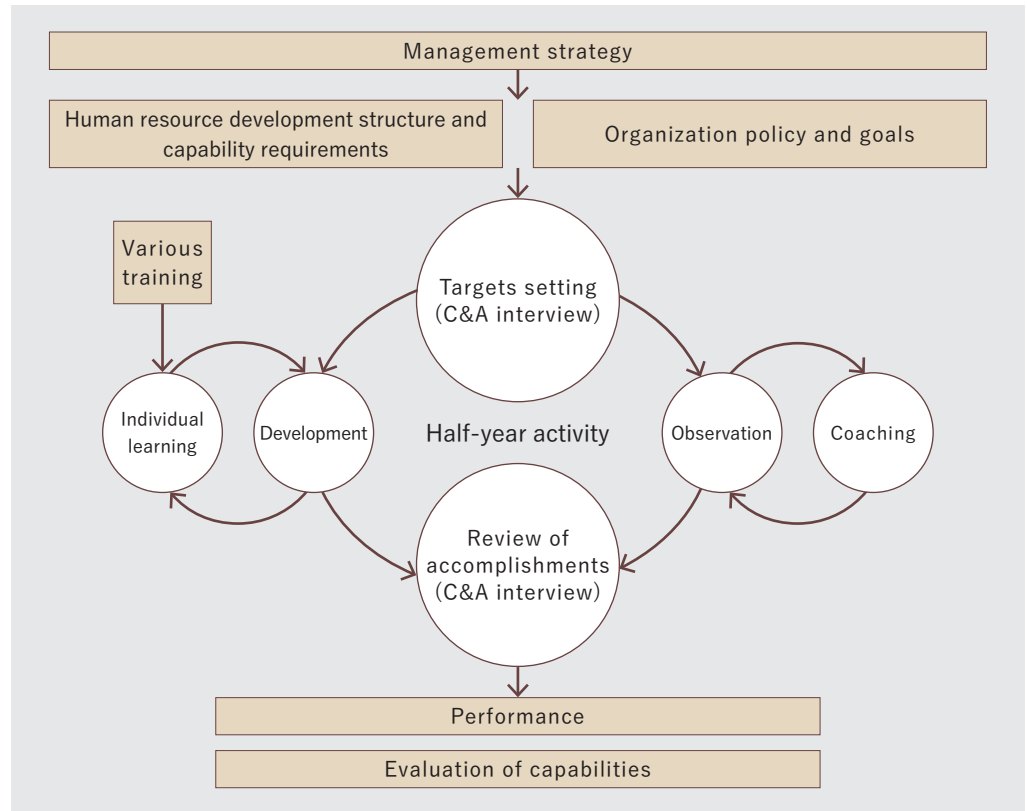 Management strategy
Human resource development structure and
capability requirements
Organization policy and goals
Various
training
Targets setting
(C&A interview)
Individual
learning
Development
Half-year activity
Observation
Coaching
Review of
accomplishments
(C&A interview)
Performance
Evaluation of capabilities